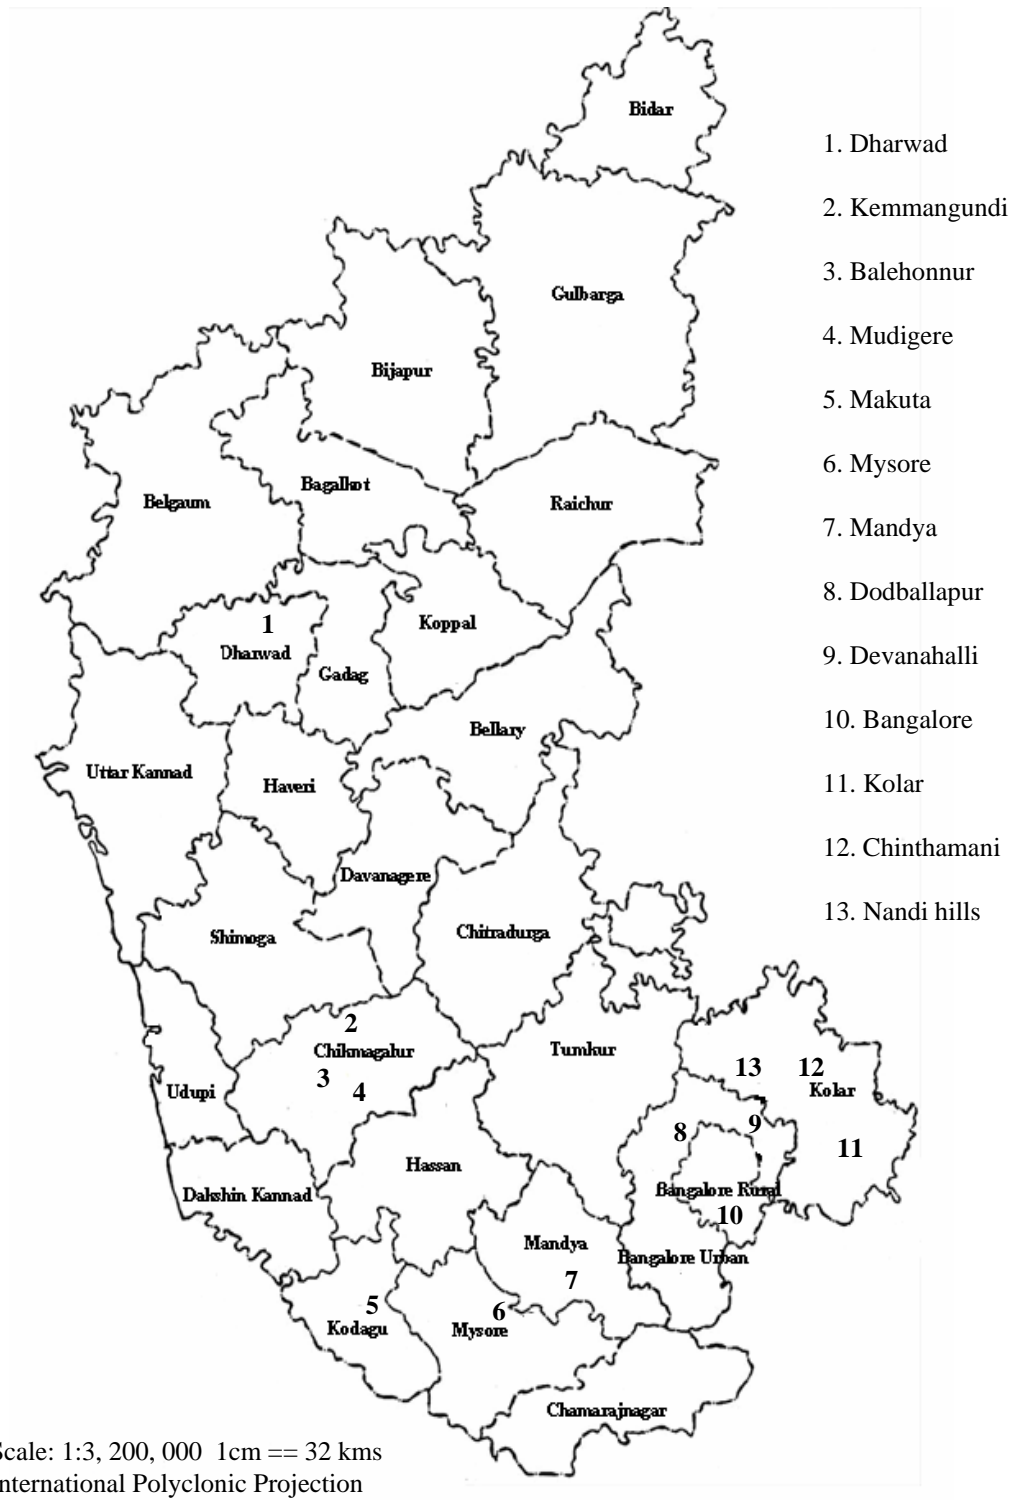 Bidar
1. Dharwad
2. Kemmangundi
3. Balehonnur
Gulbarga
4. Mudigere
Bijapur
5. Makuta
6. Mysore
Bagalkot
Belgaum
Raichur
7. Mandya
8. Dodballapur
1
Dharwad
Koppal
Gadag
9. Devanahalli
10. Bangalore
Bellary
Uttar Kannad
Haveri
11. Kolar
12. Chinthamani
Davanagere
13. Nandi hills
Shimoga
Chitradurga
2
Chikmagalur
Tumkur
3
4
13
12
Udupi
Kolar
8
9
11
Hassan
Dakshin Kannad
Bangalore Rural
10
Mandya
Bangalore Urban
7
5
6
Kodagu
Mysore
Chamarajnagar
Scale: 1:3, 200, 000 1cm == 32 kms
International Polyclonic Projection